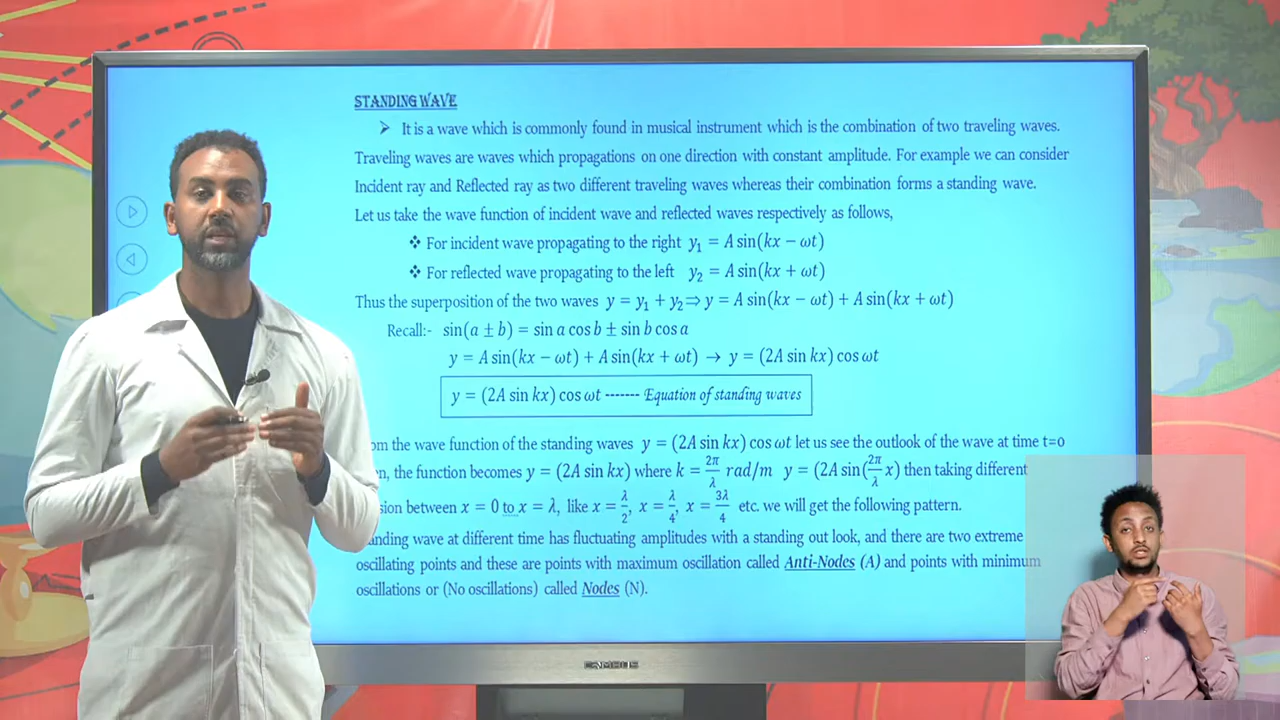 STANDING WAVE
➤ It is a wave which is commonly found in musical instrument which is the combination of two traveling waves.
Traveling waves are waves which propagations on one direction with constant amplitude. For example we can consider
Incident ray and Reflected ray as two different traveling waves whereas their combination forms a standing wave.
Let us take the wave function of incident wave and reflected waves respectively as follows,
❖ For incident wave propagating to the right y₁ = A sin(kx − ωt)
❖ For reflected wave propagating to the left y₂ = A sin(kx + ωt)
Thus the superposition of the two waves y = y₁ + y₂ ⇒ y = A sin(kx − ωt) + A sin(kx + ωt)
Recall:- sin(a ± b) = sin a cos b ± sin b cos a
y = A sin(kx − ωt) + A sin(kx + ωt) → y = (2A sin kx) cos ωt
y = (2A sin kx) cos ωt ------- Equation of standing waves
om the wave function of the standing waves y = (2A sin kx) cos ωt let us see the outlook of the wave at time t=0
n, the function becomes y = (2A sin kx) where k = 2π/λ rad/m y = (2A sin(2π/λ x) then taking different
sion between x = 0 to x = λ, like x = λ/2, x = λ/4, x = 3λ/4 etc. we will get the following pattern.
anding wave at different time has fluctuating amplitudes with a standing out look, and there are two extreme
oscillating points and these are points with maximum oscillation called Anti-Nodes (A) and points with minimum
oscillations or (No oscillations) called Nodes (N).